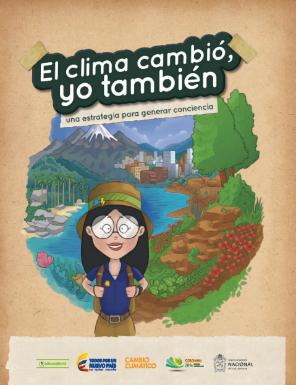 El clima cambió,
yo también
una estrategia para generar conciencia
TODOS POR UN
NUEVO PAÍS
CAMBIO
CLIMÁTICO
COLOMBIA
UNIVERSIDAD
NACIONAL
DE COLOMBIA